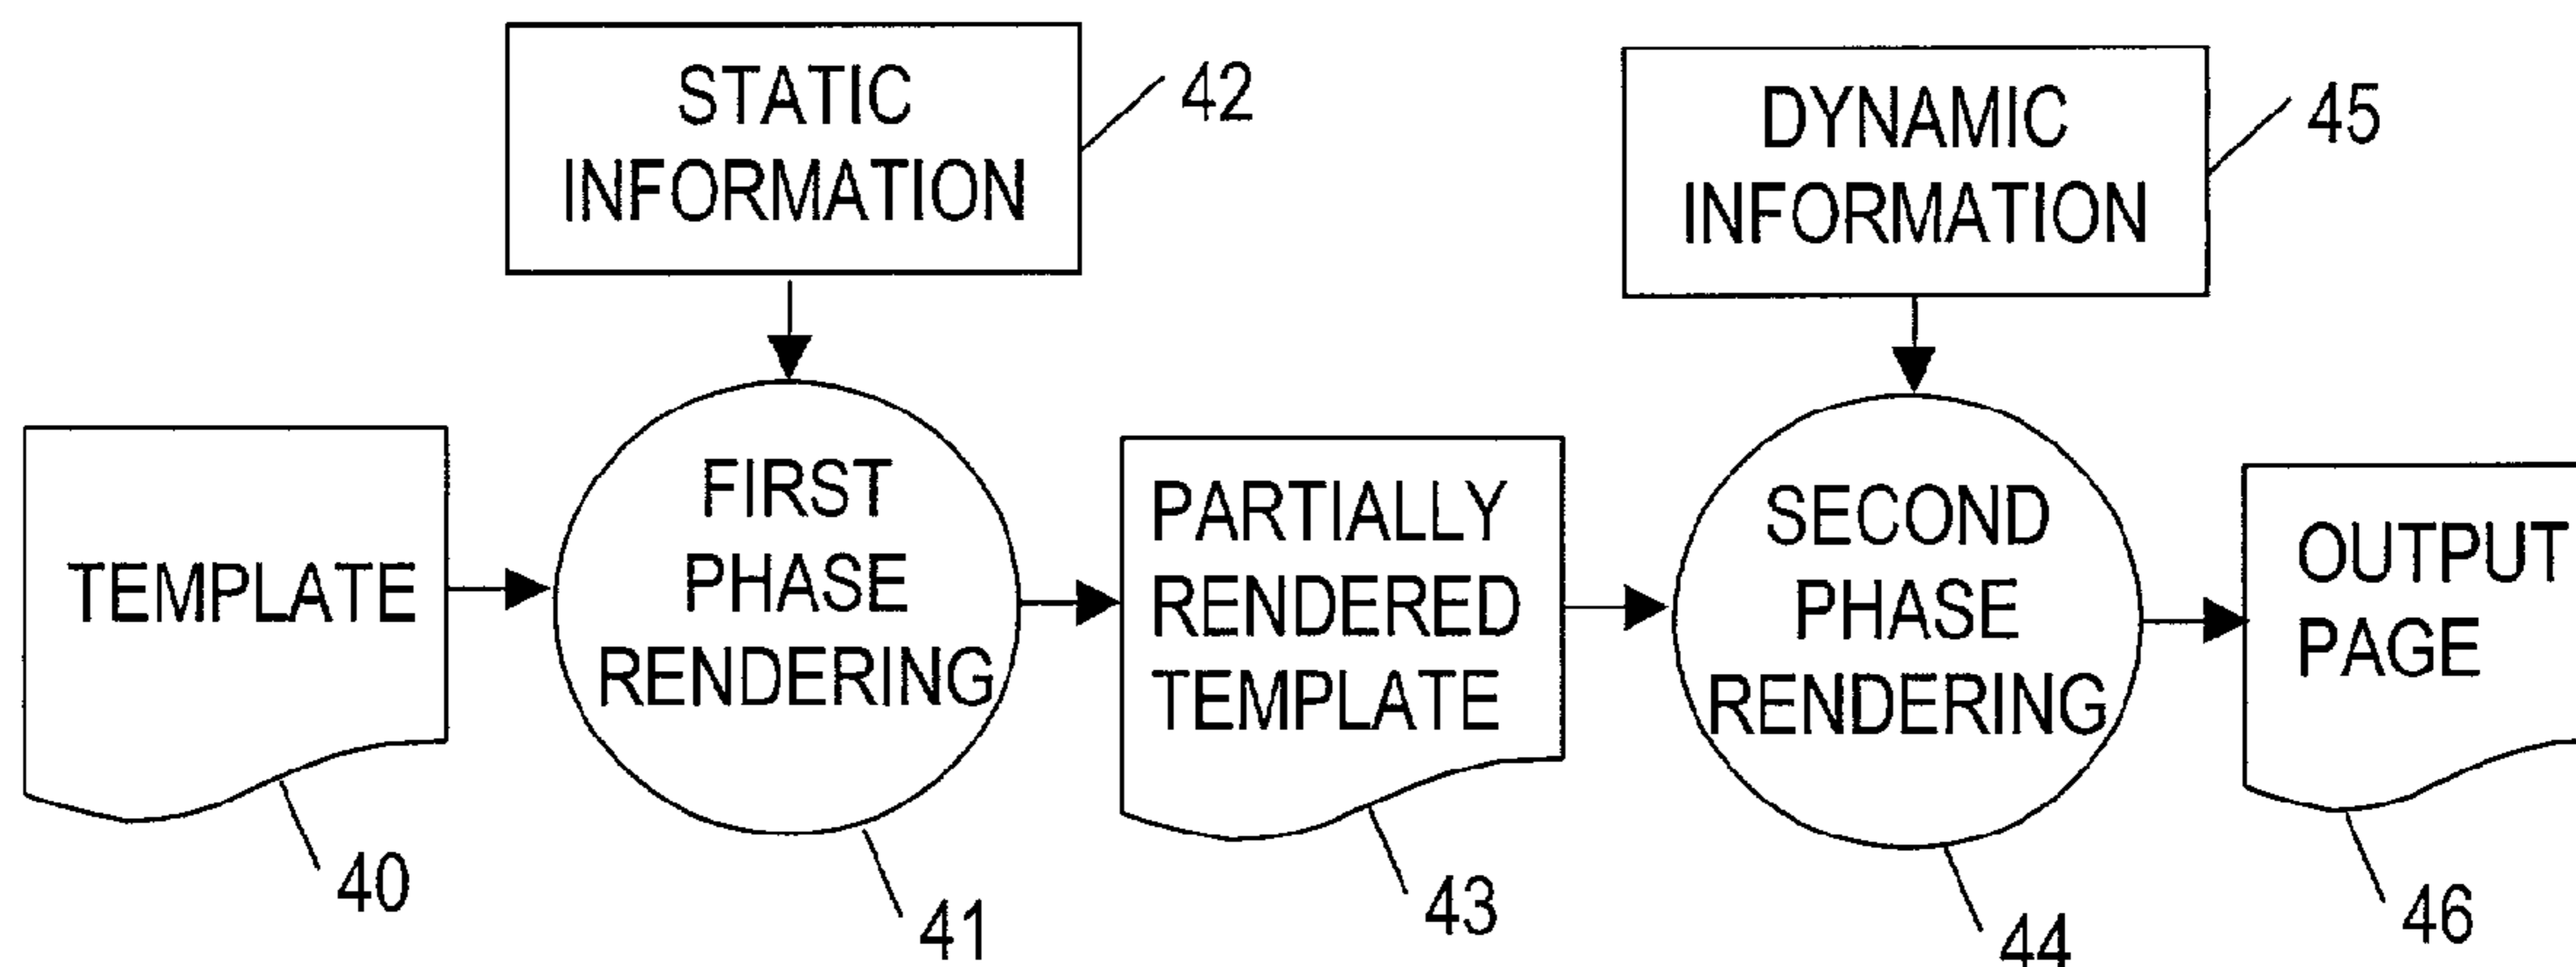 STATIC
INFORMATION
42
DYNAMIC
INFORMATION
45
TEMPLATE
40
FIRST
PHASE
RENDERING
41
PARTIALLY
RENDERED
TEMPLATE
43
SECOND
PHASE
RENDERING
44
OUTPUT
PAGE
46